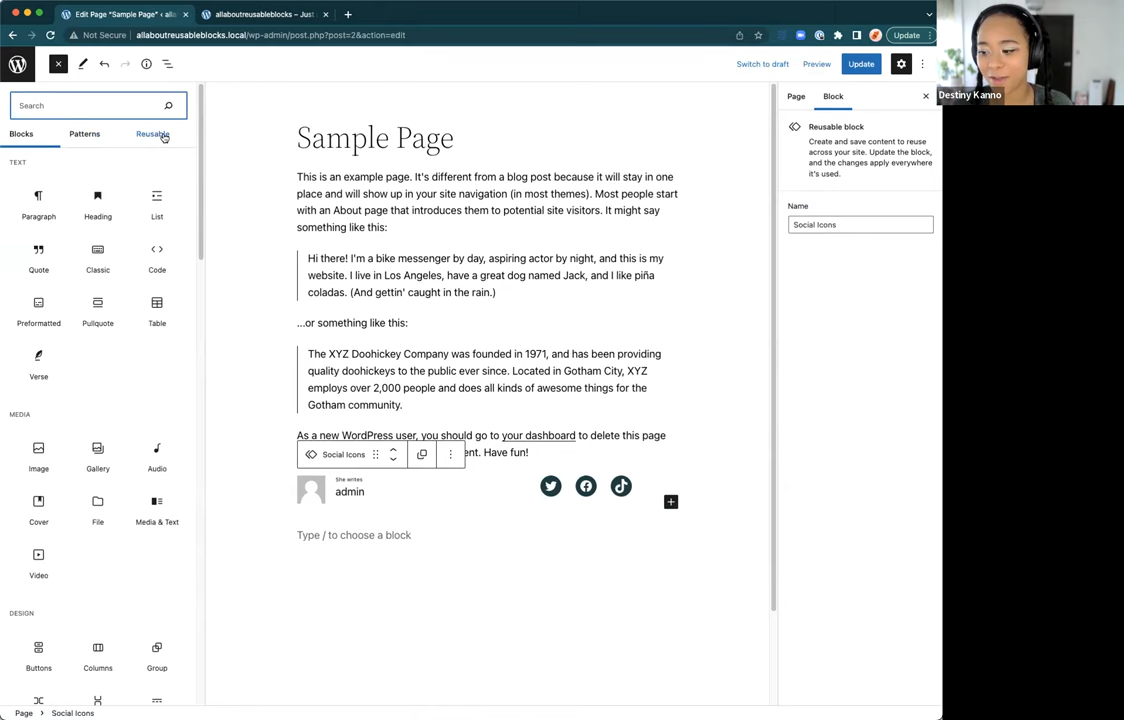 Edit Page "Sample Page" ‹ alla
allaboutreusableblocks – Just
Not Secure
allaboutreusableblocks.local/wp-admin/post.php?post=2&action=edit
Update
Switch to draft
Preview
Update
Search
Blocks
Patterns
Reusable
TEXT
Paragraph
Heading
List
Quote
Classic
Code
Preformatted
Pullquote
Table
Verse
MEDIA
Image
Gallery
Audio
Cover
File
Media & Text
Video
DESIGN
Buttons
Columns
Group
Page
Social Icons
Sample Page
This is an example page. It's different from a blog post because it will stay in one
place and will show up in your site navigation (in most themes). Most people start
with an About page that introduces them to potential site visitors. It might say
something like this:
Hi there! I'm a bike messenger by day, aspiring actor by night, and this is my
website. I live in Los Angeles, have a great dog named Jack, and I like piña
coladas. (And gettin' caught in the rain.)
...or something like this:
The XYZ Doohickey Company was founded in 1971, and has been providing
quality doohickeys to the public ever since. Located in Gotham City, XYZ
employs over 2,000 people and does all kinds of awesome things for the
Gotham community.
As a new WordPress user, you should go to your dashboard to delete this page
Social Icons
ent. Have fun!
She writes
admin
Type / to choose a block
Page
Block
Reusable block
Create and save content to reuse
across your site. Update the block,
and the changes apply everywhere
it's used.
Name
Social Icons
Destiny Kanno